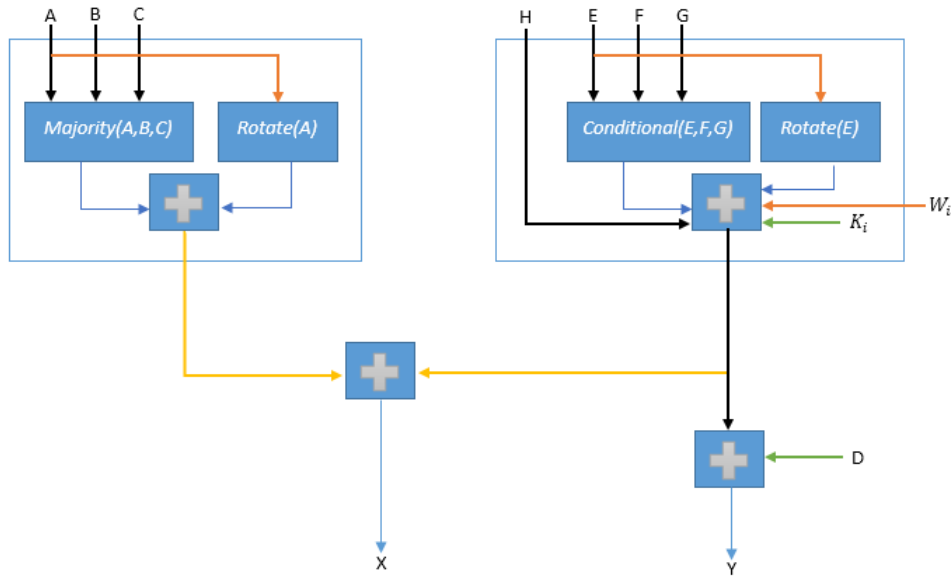 A B C
H E F G
Majority(A,B,C)
Rotate(A)
Conditional(E,F,G)
Rotate(E)
W_i
K_i
D
X
Y